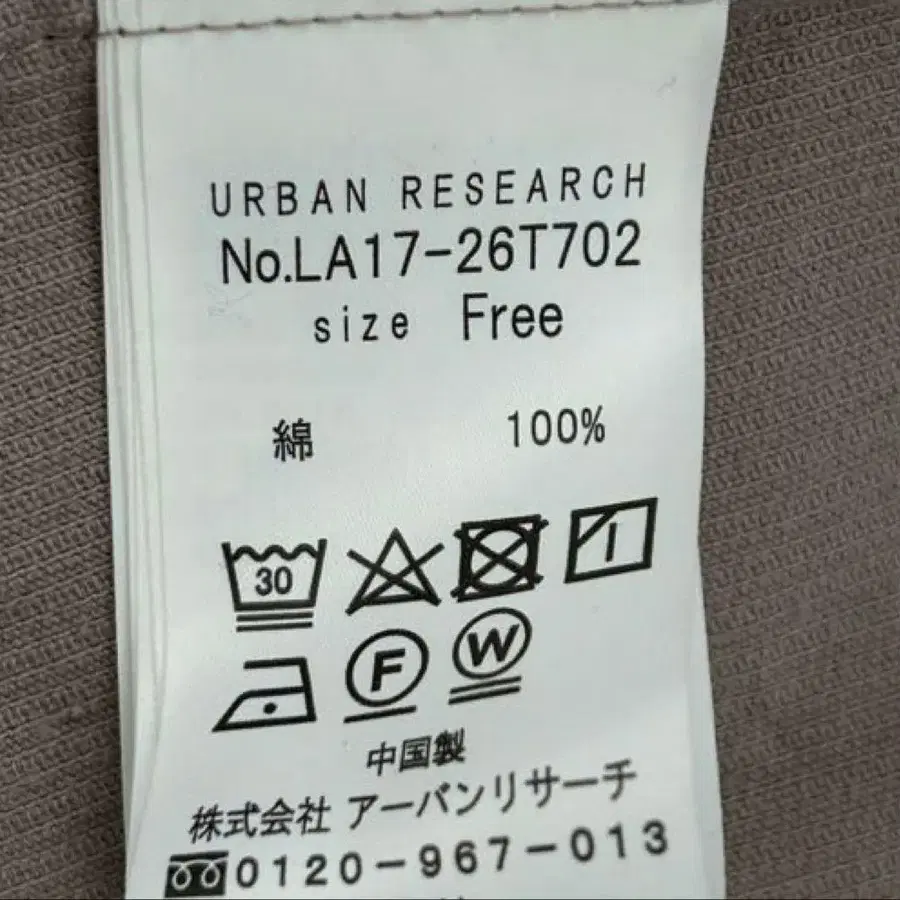 URBAN RESEARCH
No.LA17-26T702
size Free
綿 100%
30
F W
中国製
株式会社 アーバンリサーチ
0120-967-013